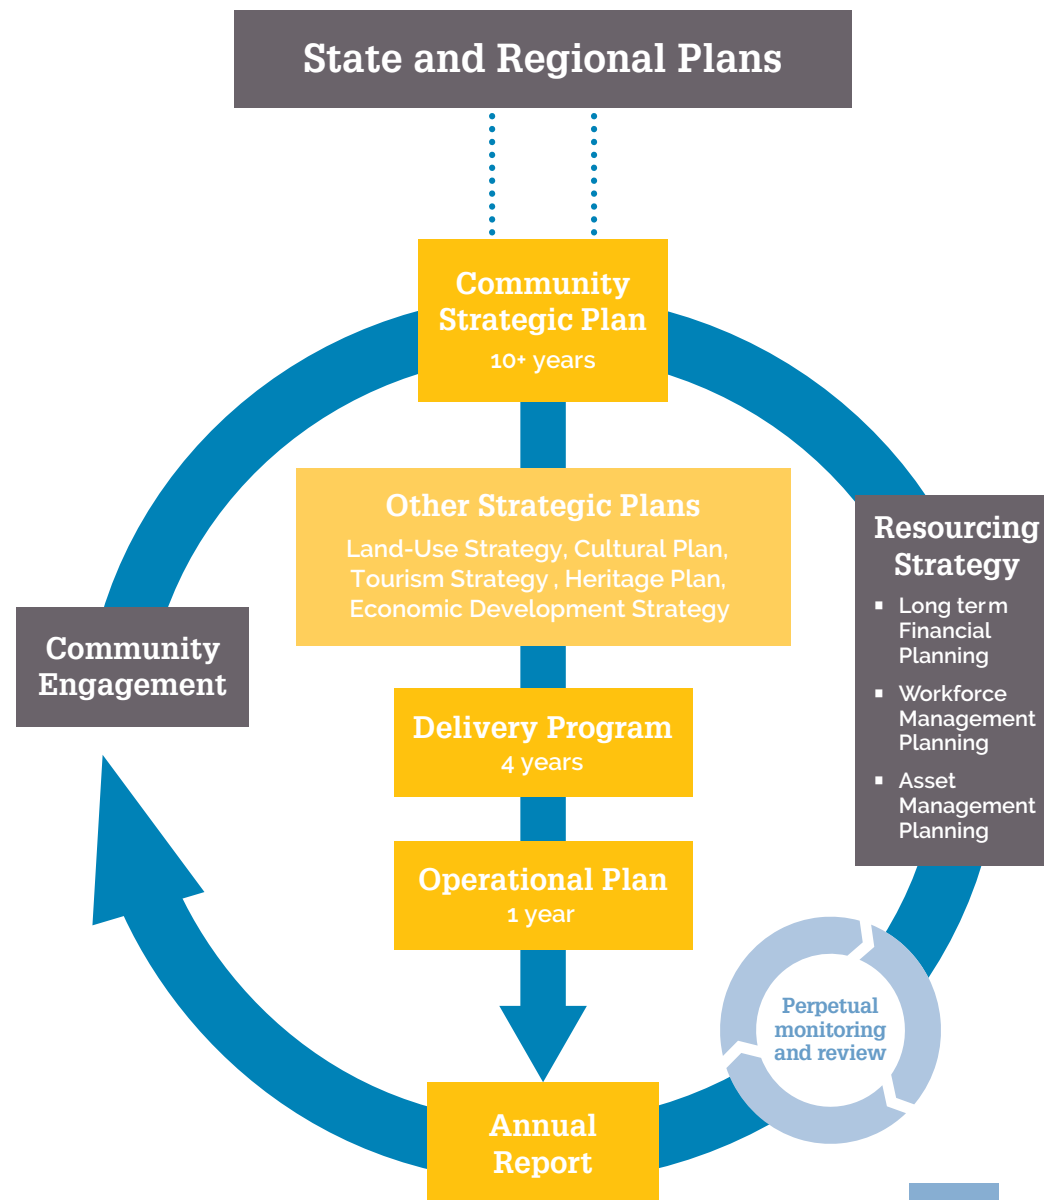 State and Regional Plans
Community
Strategic Plan
10+ years
Other Strategic Plans
Land-Use Strategy, Cultural Plan,
Tourism Strategy , Heritage Plan,
Economic Development Strategy
Resourcing
Strategy
▪ Long term
Financial
Planning
▪ Workforce
Management
Planning
▪ Asset
Management
Planning
Community
Engagement
Delivery Program
4 years
Operational Plan
1 year
Perpetual
monitoring
and review
Annual
Report